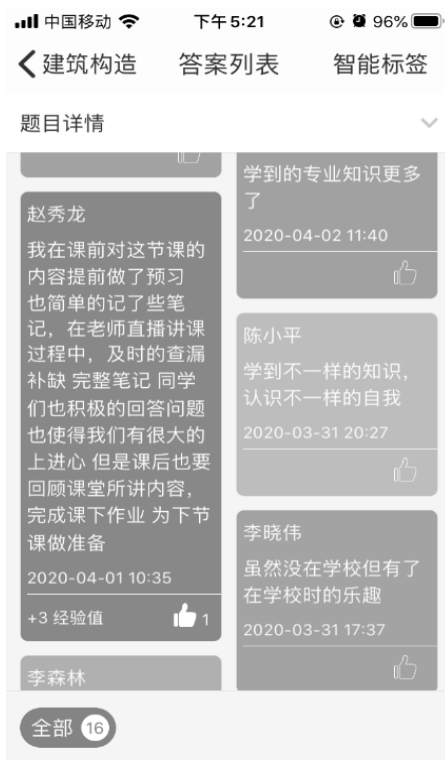 中国移动 下午5:21 96%
建筑构造 答案列表 智能标签
题目详情
赵秀龙
我在课前对这节课的
内容提前做了预习
也简单的记了些笔
记，在老师直播讲课
过程中，及时的查漏
补缺 完整笔记 同学
们也积极的回答问题
也使得我们有很大的
上进心 但是课后也要
回顾课堂所讲内容，
完成课下作业 为下节
课做准备
2020-04-01 10:35
+3 经验值 1
李森林
学到的专业知识更多
了
2020-04-02 11:40
陈小平
学到不一样的知识，
认识不一样的自我
2020-03-31 20:27
李晓伟
虽然没在学校但有了
在学校时的乐趣
2020-03-31 17:37
全部 16